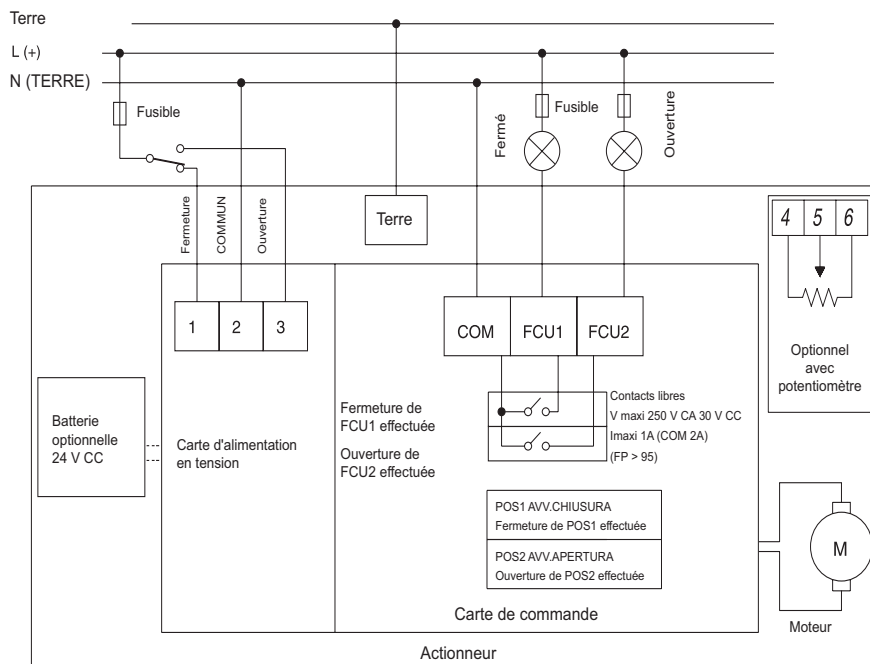 Terre
L (+)
N (TERRE)
Fusible
Fermé
Fusible
Ouverture
Fermeture
COMMUN
Ouverture
Terre
4 5 6
Optionnel
avec
potentiomètre
1 2 3
COM FCU1 FCU2
Batterie
optionnelle
24 V CC
Carte d'alimentation
en tension
Fermeture de
FCU1 effectuée
Ouverture de
FCU2 effectuée
Contacts libres
V maxi 250 V CA 30 V CC
Imaxi 1A (COM 2A)
(FP > 95)
POS1 AVV.CHIUSURA
Fermeture de POS1 effectuée
POS2 AVV.APERTURA
Ouverture de POS2 effectuée
M
Moteur
Carte de commande
Actionneur